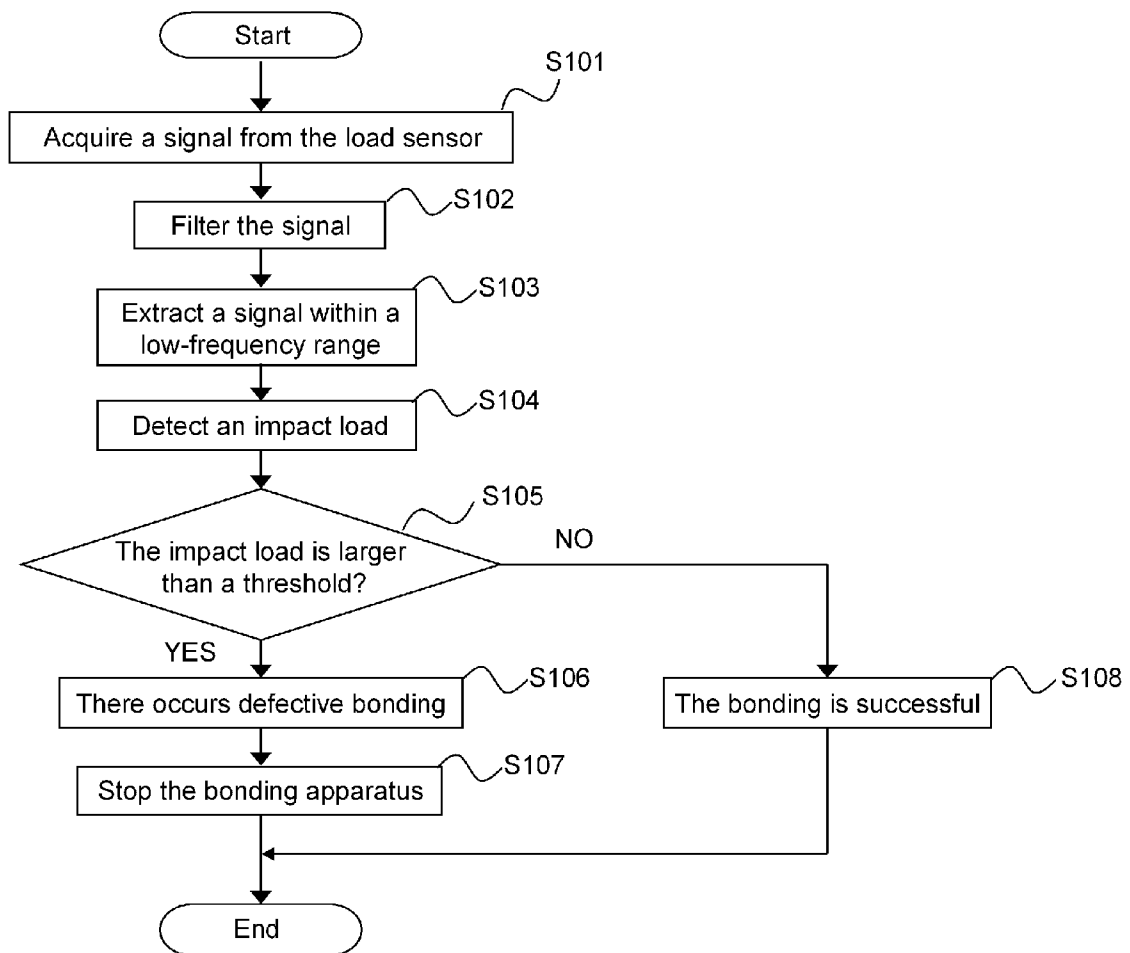 Start
S101
Acquire a signal from the load sensor
S102
Filter the signal
S103
Extract a signal within a
low-frequency range
S104
Detect an impact load
S105
The impact load is larger
than a threshold?
NO
YES
S106
There occurs defective bonding
S108
The bonding is successful
S107
Stop the bonding apparatus
End